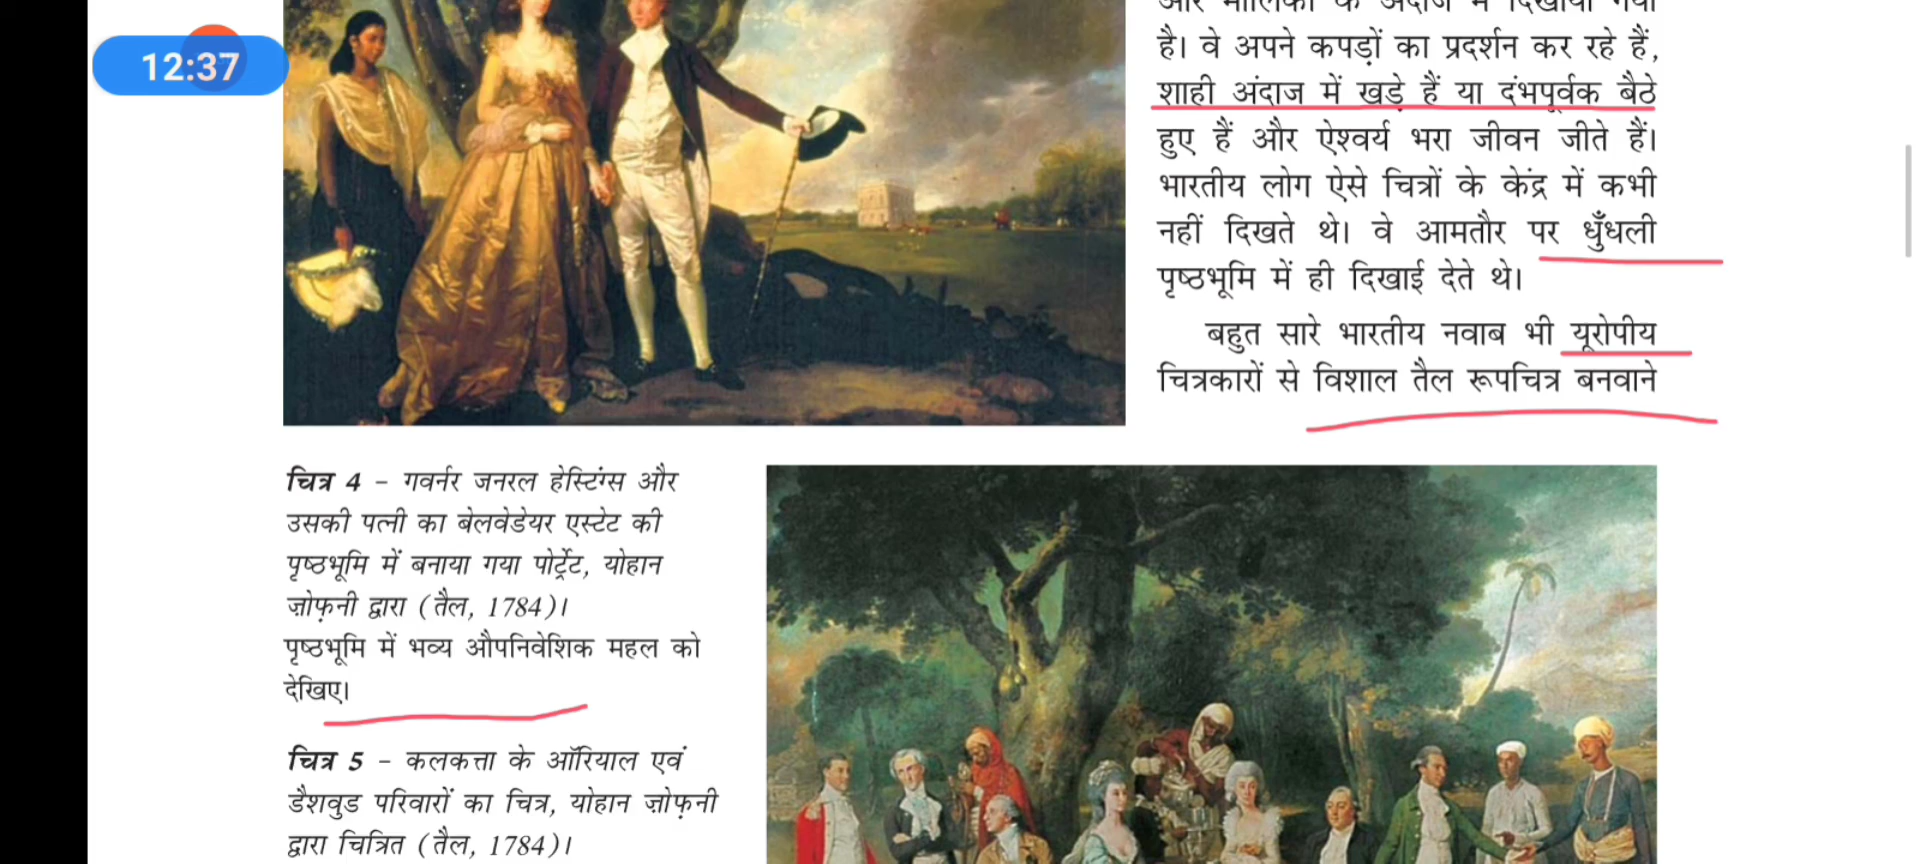 12:37
और मालिकों के अंदाज में दिखाया गया
है। वे अपने कपड़ों का प्रदर्शन कर रहे हैं,
शाही अंदाज में खड़े हैं या दंभपूर्वक बैठे
हुए हैं और ऐश्वर्य भरा जीवन जीते हैं।
भारतीय लोग ऐसे चित्रों के केंद्र में कभी
नहीं दिखते थे। वे आमतौर पर धुँधली
पृष्ठभूमि में ही दिखाई देते थे।
बहुत सारे भारतीय नवाब भी यूरोपीय
चित्रकारों से विशाल तैल रूपचित्र बनवाने
चित्र 4 – गवर्नर जनरल हेस्टिंग्स और
उसकी पत्नी का बेलवेडेयर एस्टेट की
पृष्ठभूमि में बनाया गया पोर्ट्रेट, योहान
ज़ोफ़नी द्वारा (तैल, 1784)।
पृष्ठभूमि में भव्य औपनिवेशिक महल को
देखिए।
चित्र 5 – कलकत्ता के ऑरियाल एवं
डैशवुड परिवारों का चित्र, योहान ज़ोफ़नी
द्वारा चित्रित (तैल, 1784)।